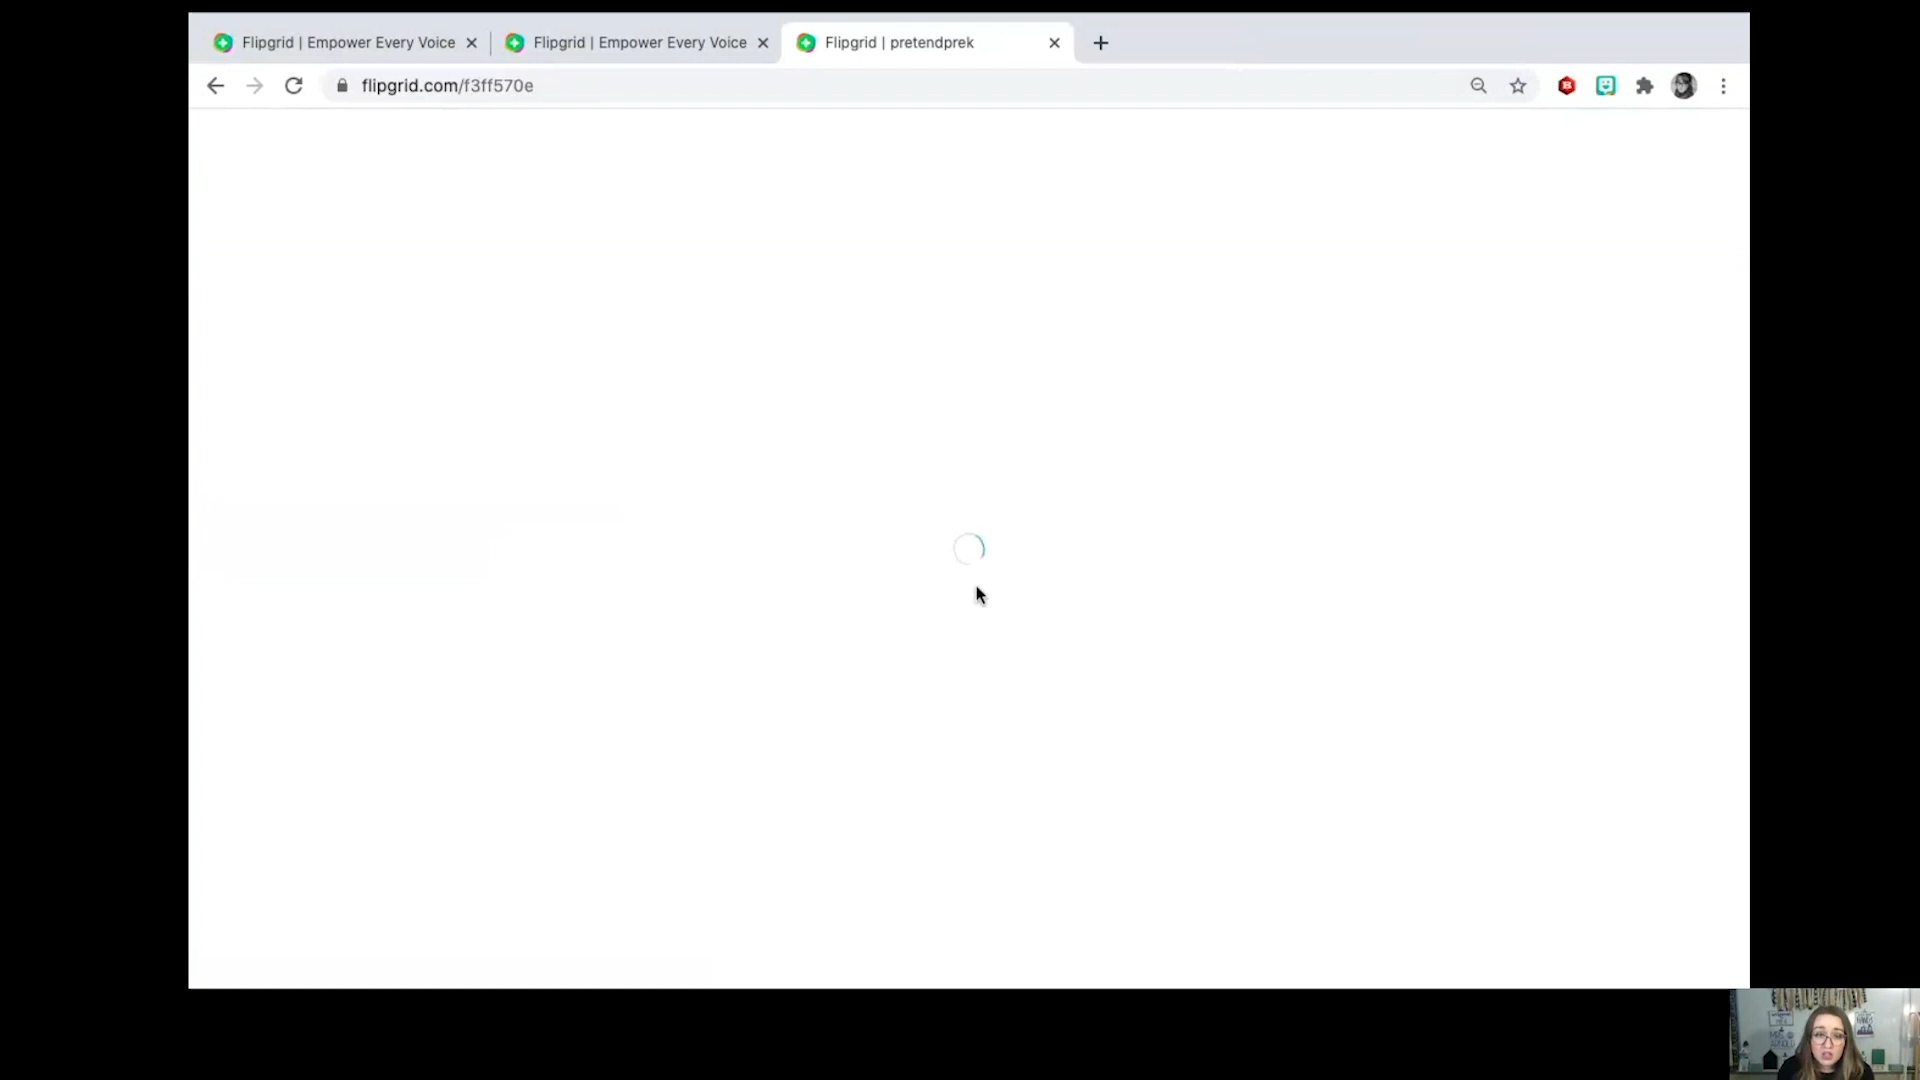 Flipgrid | Empower Every Voice
Flipgrid | Empower Every Voice
Flipgrid | pretendprek
flipgrid.com/f3ff570e